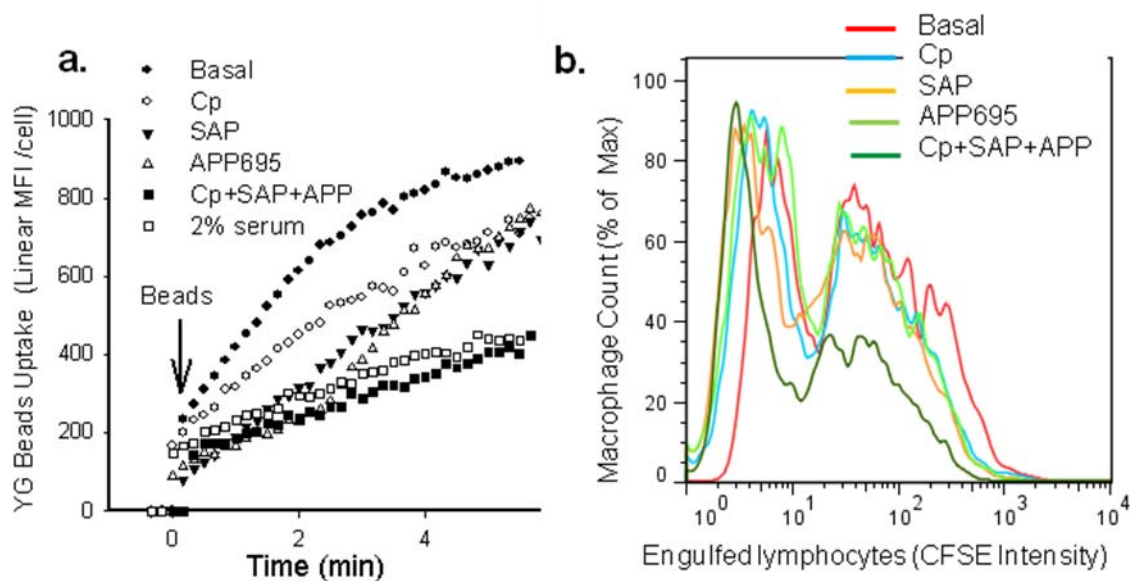 a.
Basal
Cp
SAP
APP695
Cp+SAP+APP
2% serum
Beads
YG Beads Uptake (Linear MFI /cell)
1000
800
600
400
200
0
0 2 4
Time (min)
b.
Basal
Cp
SAP
APP695
Cp+SAP+APP
Macrophage Count (% of Max)
100
80
60
40
20
0
10^0 10^1 10^2 10^3 10^4
Engulfed lymphocytes (CFSE Intensity)